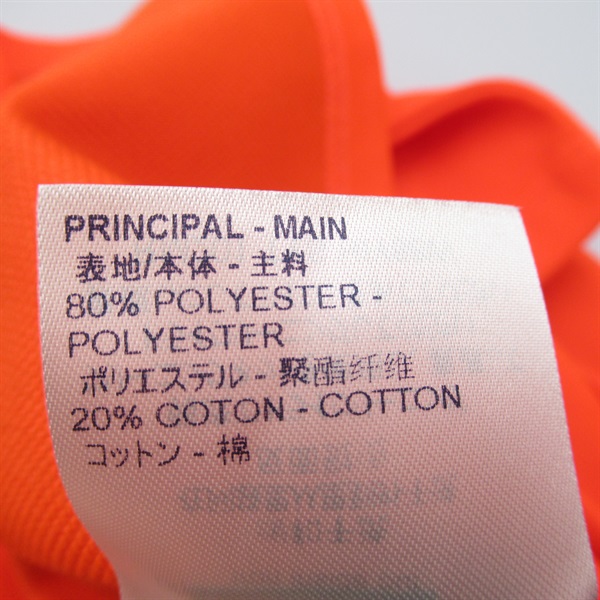 PRINCIPAL - MAIN
表地/本体 - 主料
80% POLYESTER -
POLYESTER
ポリエステル - 聚酯纤维
20% COTON - COTTON
コットン - 棉